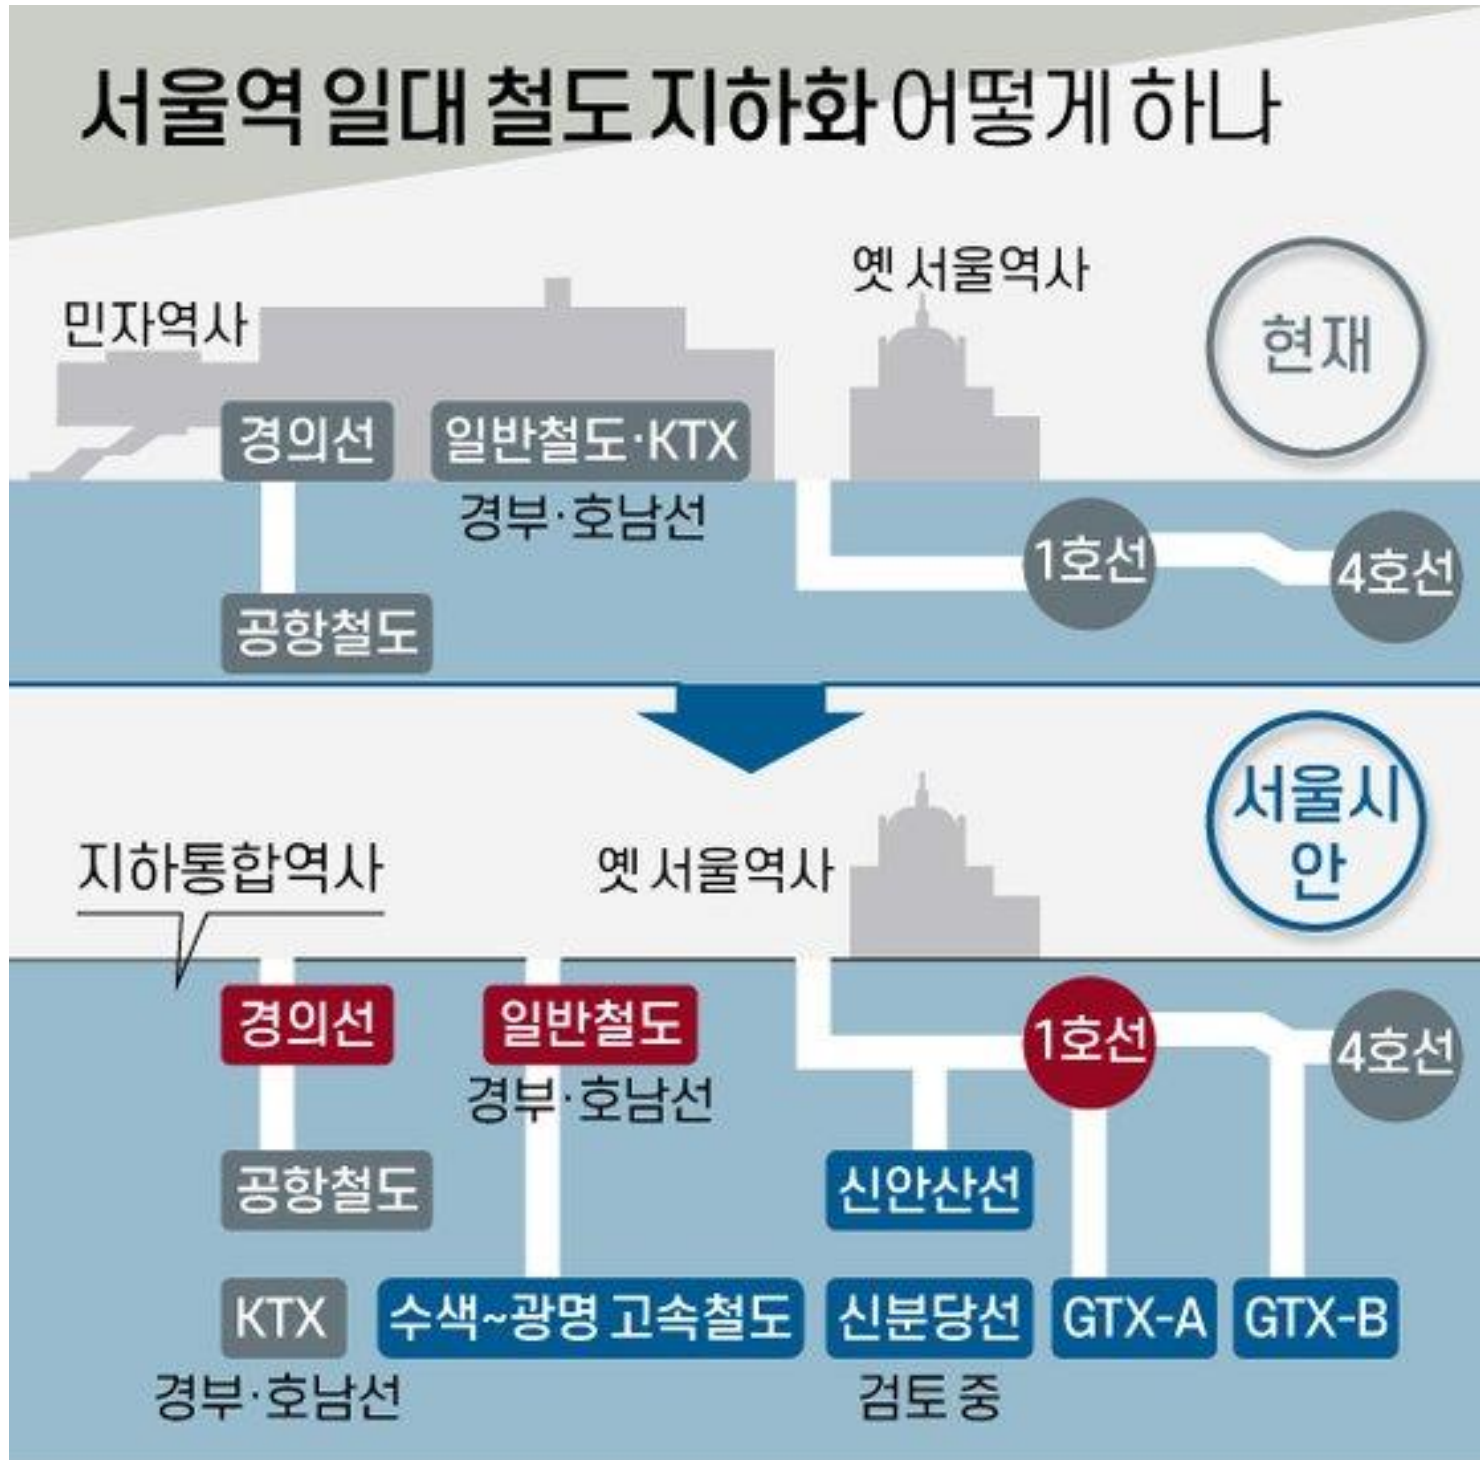 서울역 일대 철도 지하화 어떻게 하나
옛 서울역사
민자역사
현재
경의선
일반철도·KTX
경부·호남선
1호선
4호선
공항철도
서울시
안
지하통합역사
옛 서울역사
경의선
일반철도
1호선
4호선
경부·호남선
공항철도
신안산선
KTX
수색~광명 고속철도
신분당선
GTX-A
GTX-B
경부·호남선
검토 중